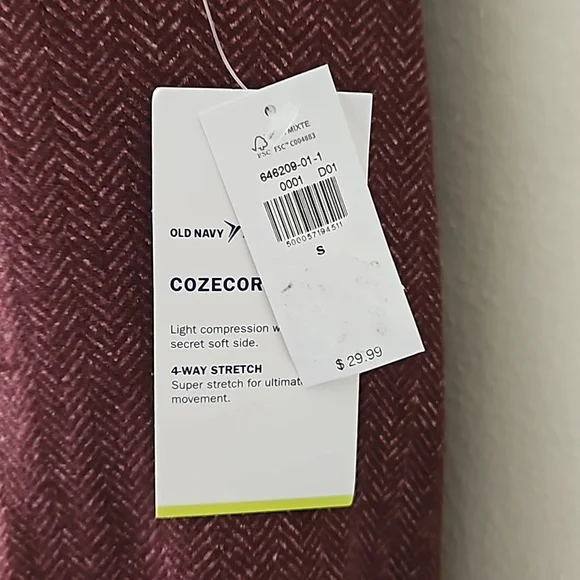 MIXTE
FSC FSC™ C004883
646209-01-1
0001 D01
500057194511
S
$29.99
OLD NAVY
COZECOR
Light compression w
secret soft side.
4-WAY STRETCH
Super stretch for ultimat
movement.